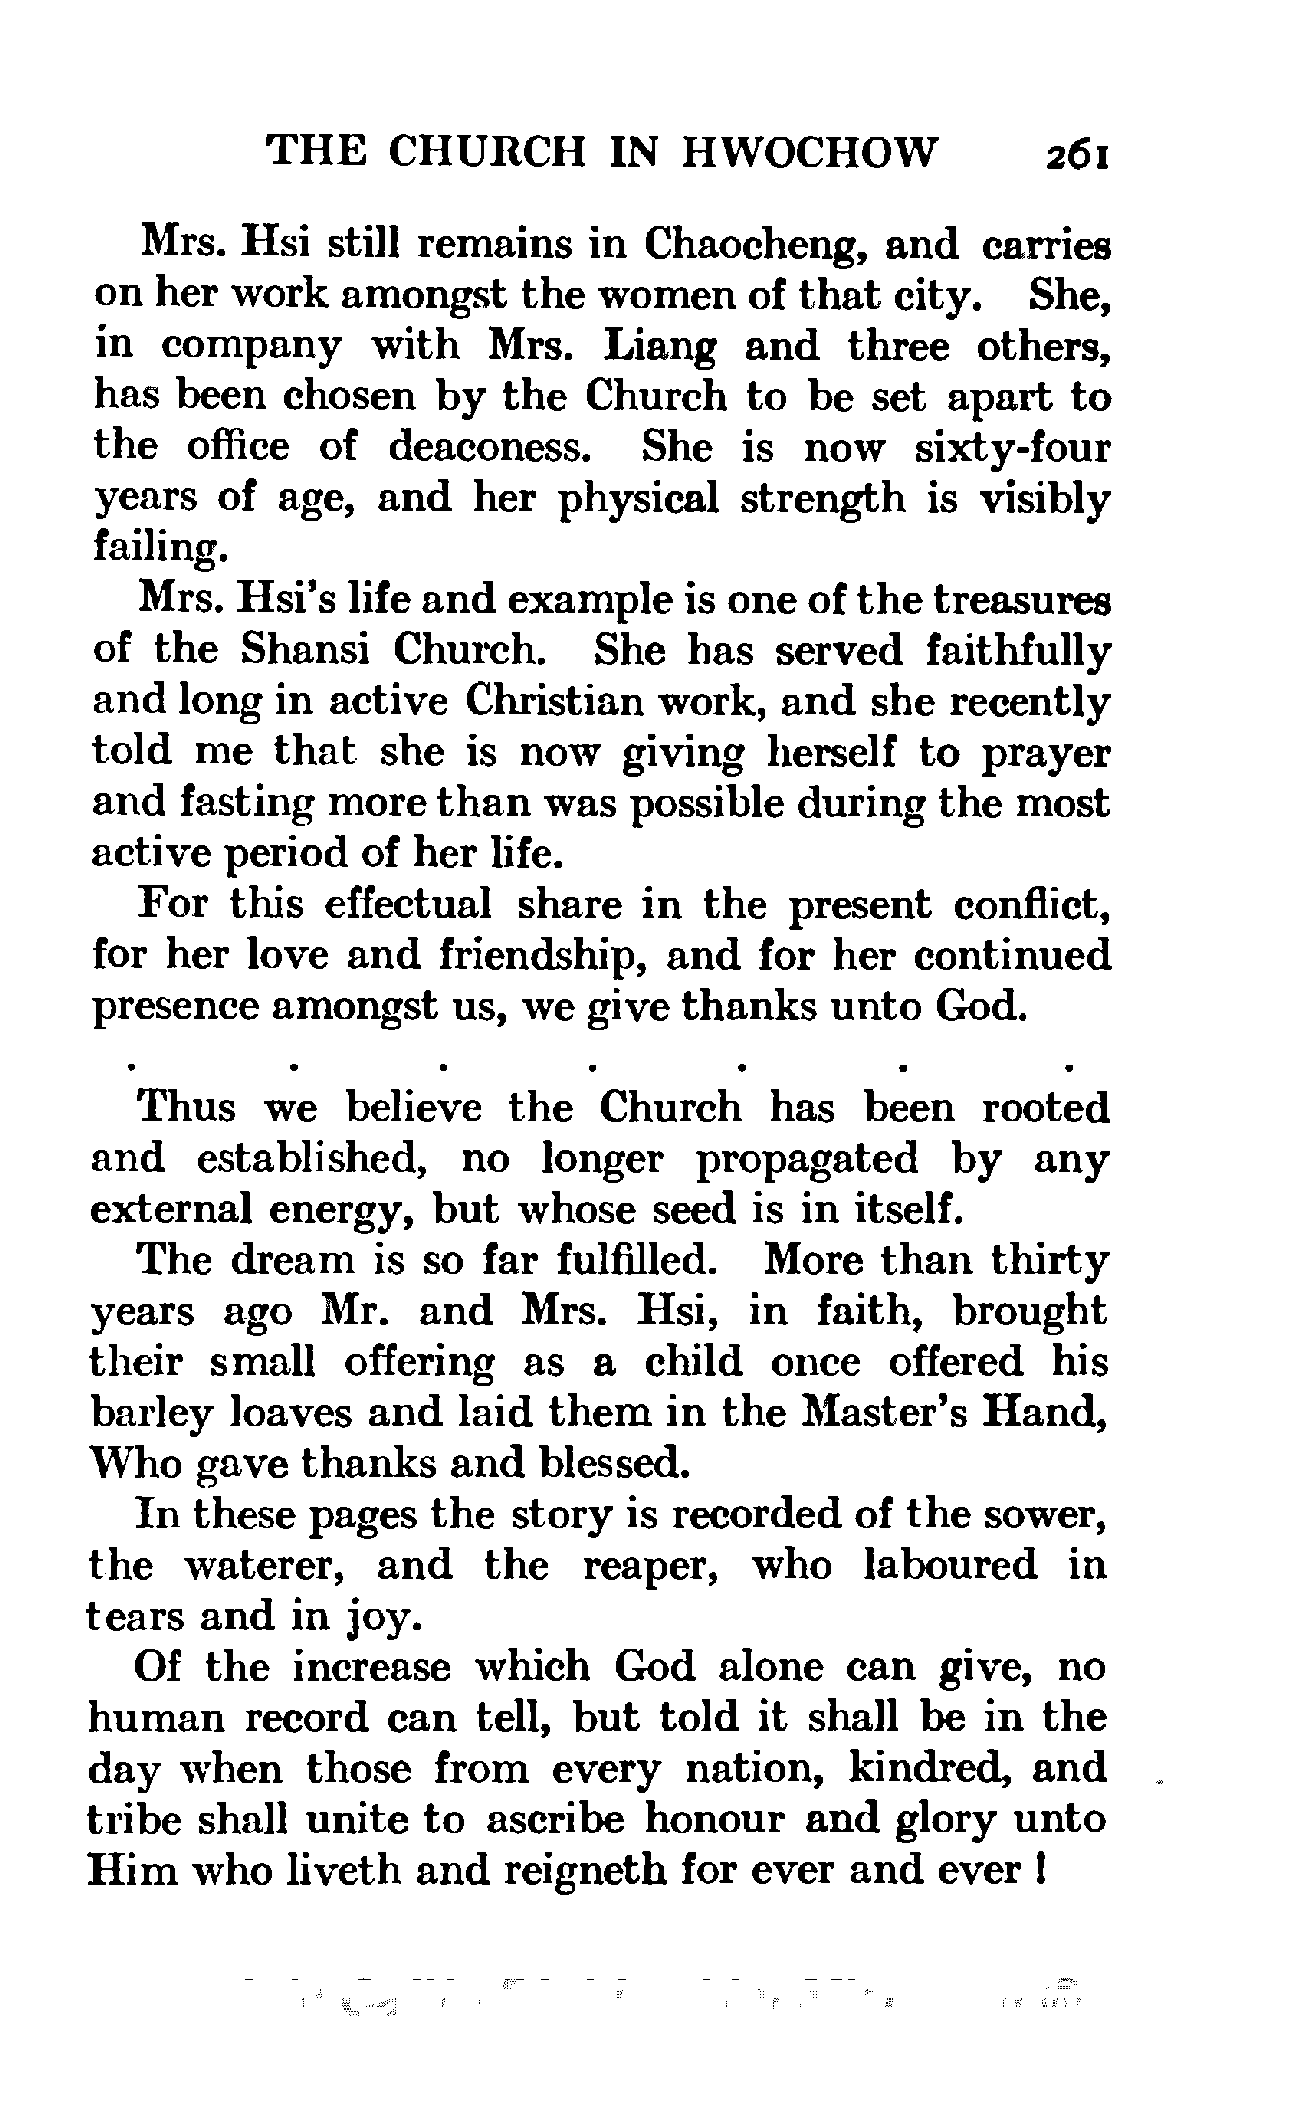 THE CHURCH IN HWOCHOW 261
Mrs. Hsi still remains in Chaocheng, and carries
on her work amongst the women of that city. She,
in company with Mrs. Liang and three others,
has been chosen by the Church to be set apart to
the office of deaconess. She is now sixty-four
years of age, and her physical strength is visibly
failing.
Mrs. Hsi's life and example is one of the treasures
of the Shansi Church. She has served faithfully
and long in active Christian work, and she recently
told me that she is now giving herself to prayer
and fasting more than was possible during the most
active period of her life.
For this effectual share in the present conflict,
for her love and friendship, and for her continued
presence amongst us, we give thanks unto God.
. . . . . . .
Thus we believe the Church has been rooted
and established, no longer propagated by any
external energy, but whose seed is in itself.
The dream is so far fulfilled. More than thirty
years ago Mr. and Mrs. Hsi, in faith, brought
their small offering as a child once offered his
barley loaves and laid them in the Master's Hand,
Who gave thanks and blessed.
In these pages the story is recorded of the sower,
the waterer, and the reaper, who laboured in
tears and in joy.
Of the increase which God alone can give, no
human record can tell, but told it shall be in the
day when those from every nation, kindred, and
tribe shall unite to ascribe honour and glory unto
Him who liveth and reigneth for ever and ever !